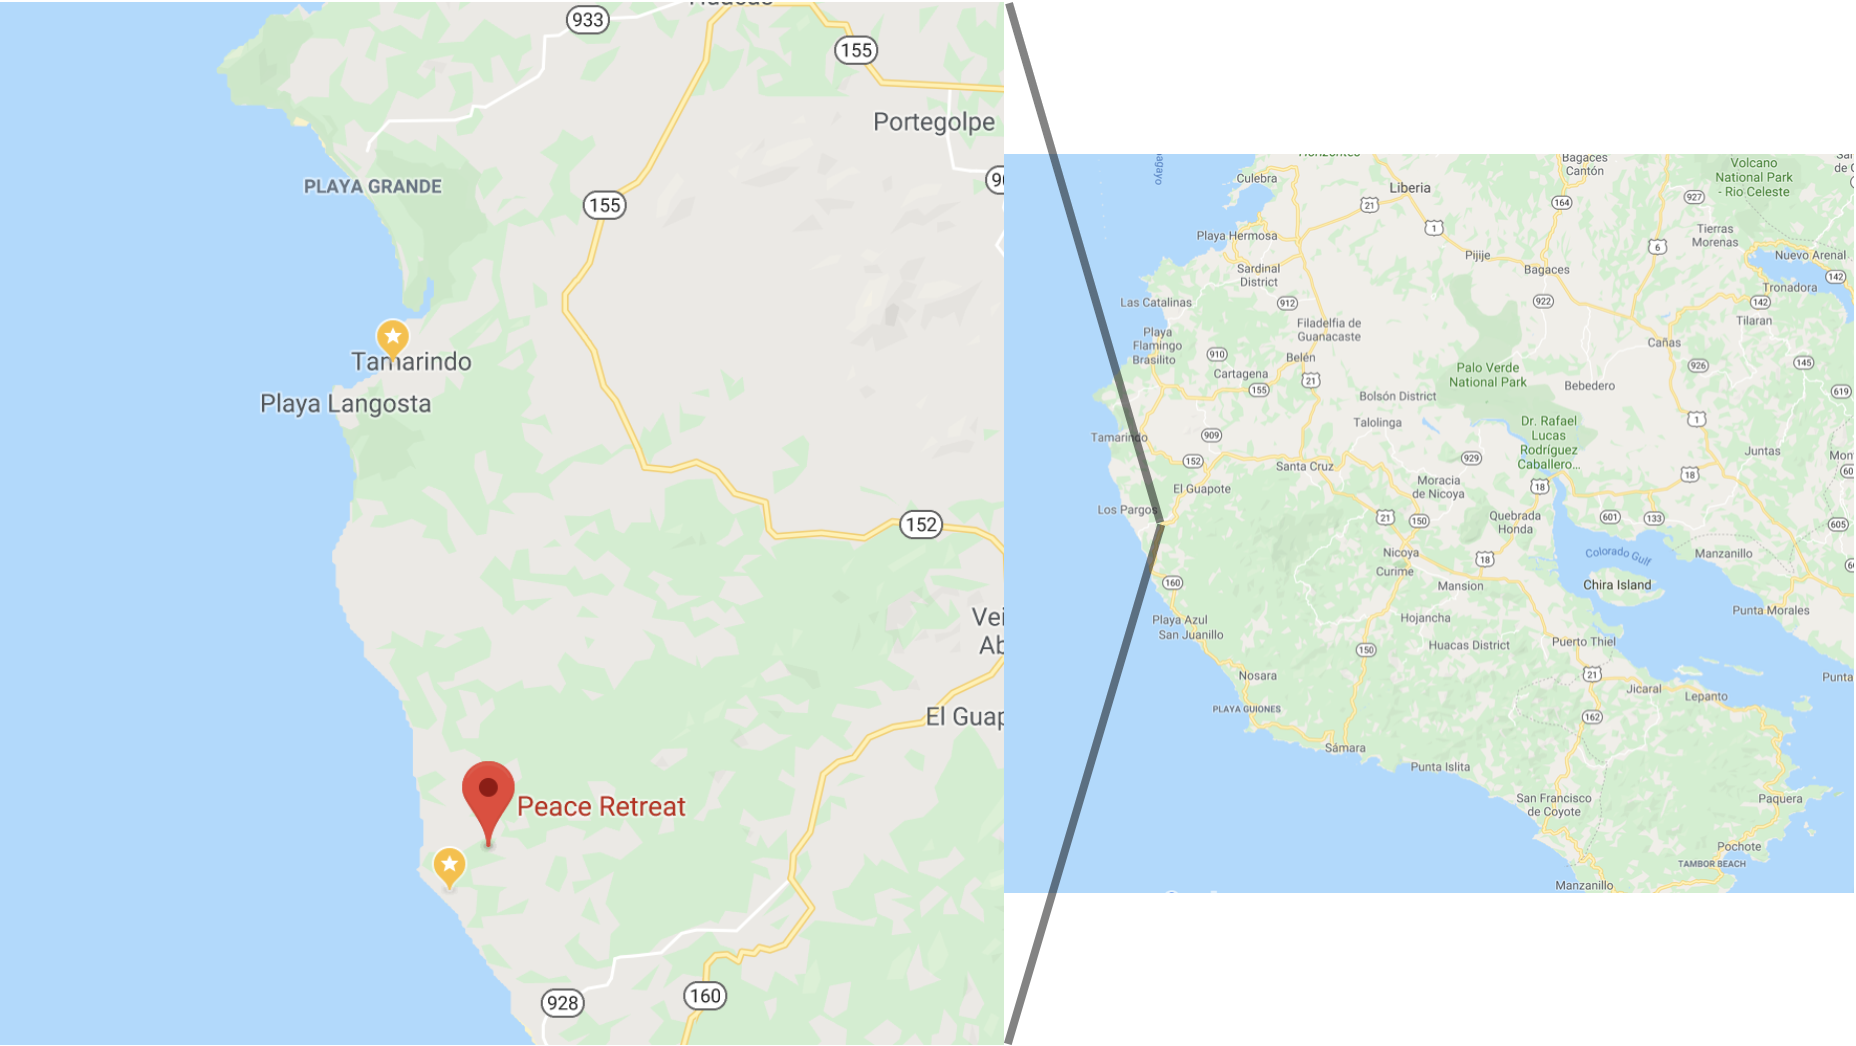 933
155
Portegolpe
PLAYA GRANDE
155
Tamarindo
Playa Langosta
152
El Guap
Peace Retreat
928
160
Culebra
Liberia
Bagaces
Cantón
Volcano
National Park
- Rio Celeste
21
164
927
1
Playa Hermosa
Tierras
Morenas
6
Pijije
Nuevo Arenal
Sardinal
District
Bagaces
142
Tronadora
Las Catalinas
912
922
142
Tilaran
Playa
Flamingo
Brasilito
Filadelfia de
Guanacaste
Cañas
910
Belén
Cartagena
21
155
Palo Verde
National Park
Bebedero
926
145
619
Bolsón District
Talolinga
Dr. Rafael
Lucas
Rodríguez
Caballero...
1
Tamarindo
909
152
Santa Cruz
929
Juntas
Mon
18
El Guapote
Moracia
de Nicoya
18
Los Pargos
21
150
Quebrada
Honda
601
133
605
Nicoya
Curime
18
Mansion
Colorado Gulf
Manzanillo
Chira Island
160
Punta Morales
Playa Azul
San Juanillo
Hojancha
Huacas District
Puerto Thiel
150
Nosara
21
Jicaral
Lepanto
Punta
PLAYA GUIONES
162
Sámara
Punta Islita
San Francisco
de Coyote
Paquera
Pochote
TAMBOR BEACH
Manzanillo